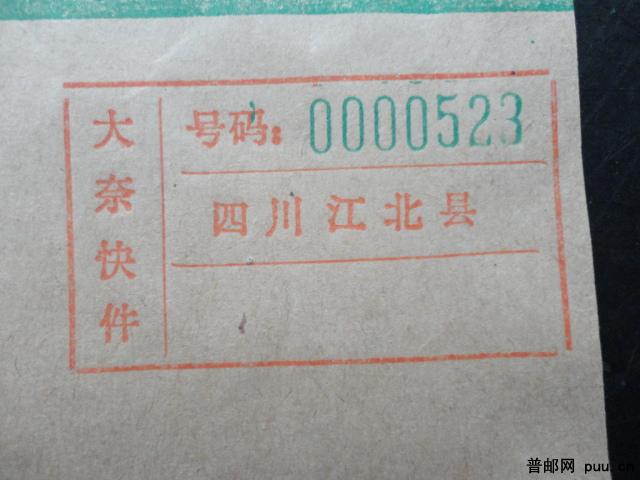 大奈快件
号码：0000523
四川江北县
普邮网 puu.cn